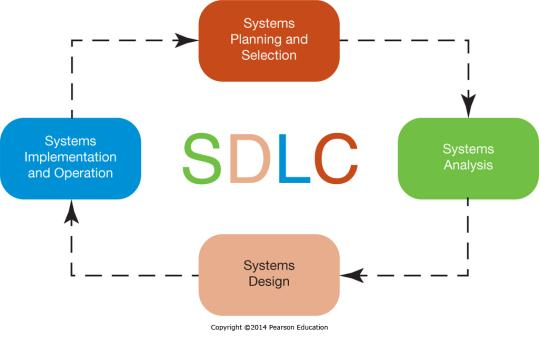 Systems
Planning and
Selection
Systems
Implementation
and Operation
SDLC
Systems
Analysis
Systems
Design
Copyright ©2014 Pearson Education